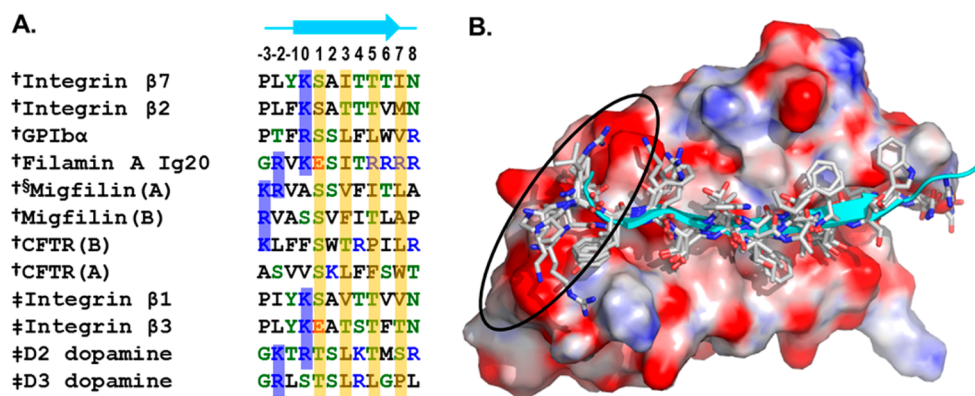 A.
-3-2-10 1 2 3 4 5 6 7 8
†Integrin β7 PLYKSAITTTIN
†Integrin β2 PLFKSATTTVMN
†GPIbα PTFRSSLFLWVR
†Filamin A Ig20 GRVKESITRRRR
†§Migfilin(A) KRVASSVFITLA
†Migfilin(B) RVASSVFITLAP
†CFTR(B) KLFFSWTRPILR
†CFTR(A) ASVVSKLFFSWT
‡Integrin β1 PIYKSAVTTVVN
‡Integrin β3 PLYKEATSTFTN
‡D2 dopamine GKTRTSLKTMSR
‡D3 dopamine GRLSTSLRLGPL
B.